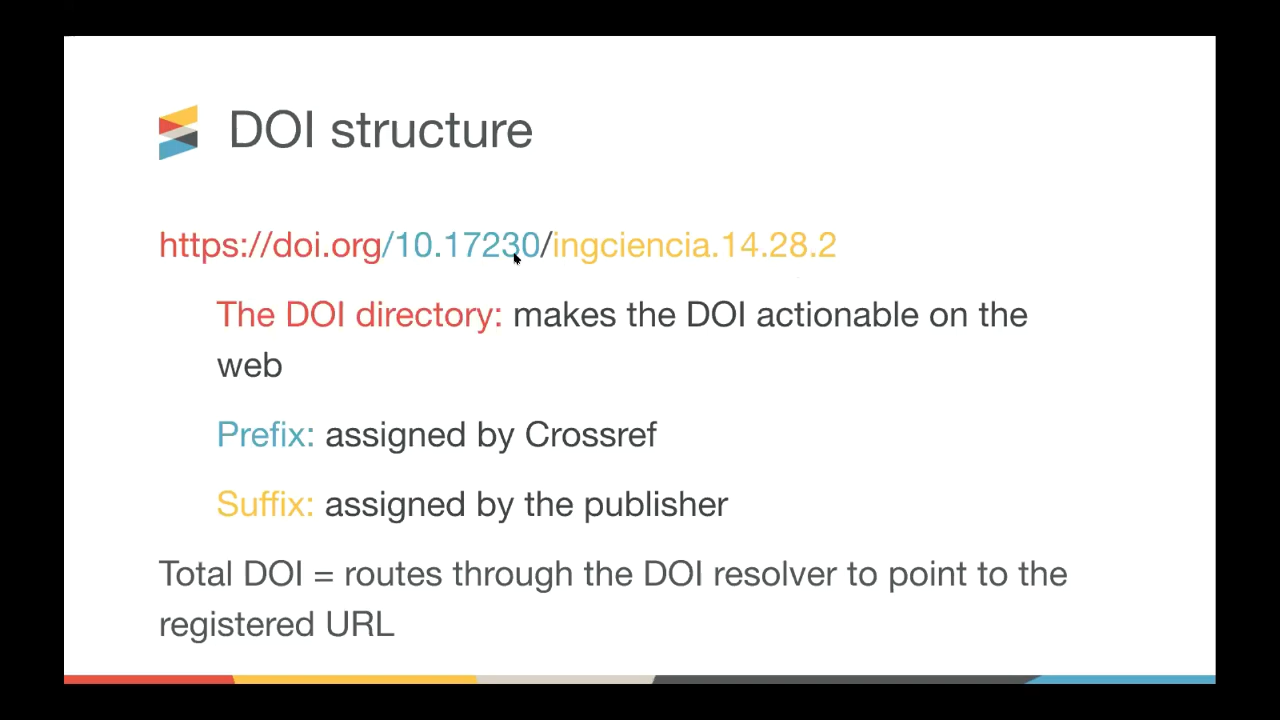 DOI structure
https://doi.org/10.17230/ingciencia.14.28.2
The DOI directory: makes the DOI actionable on the
web
Prefix: assigned by Crossref
Suffix: assigned by the publisher
Total DOI = routes through the DOI resolver to point to the
registered URL